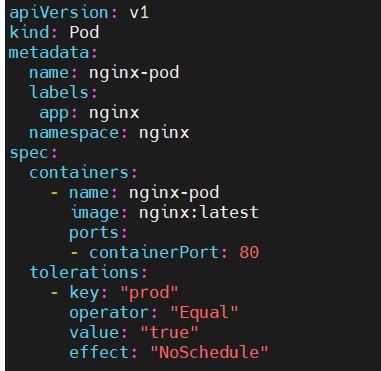 apiVersion: v1
kind: Pod
metadata:
  name: nginx-pod
  labels:
   app: nginx
  namespace: nginx
spec:
  containers:
    - name: nginx-pod
      image: nginx:latest
      ports:
      - containerPort: 80
  tolerations:
    - key: "prod"
      operator: "Equal"
      value: "true"
      effect: "NoSchedule"